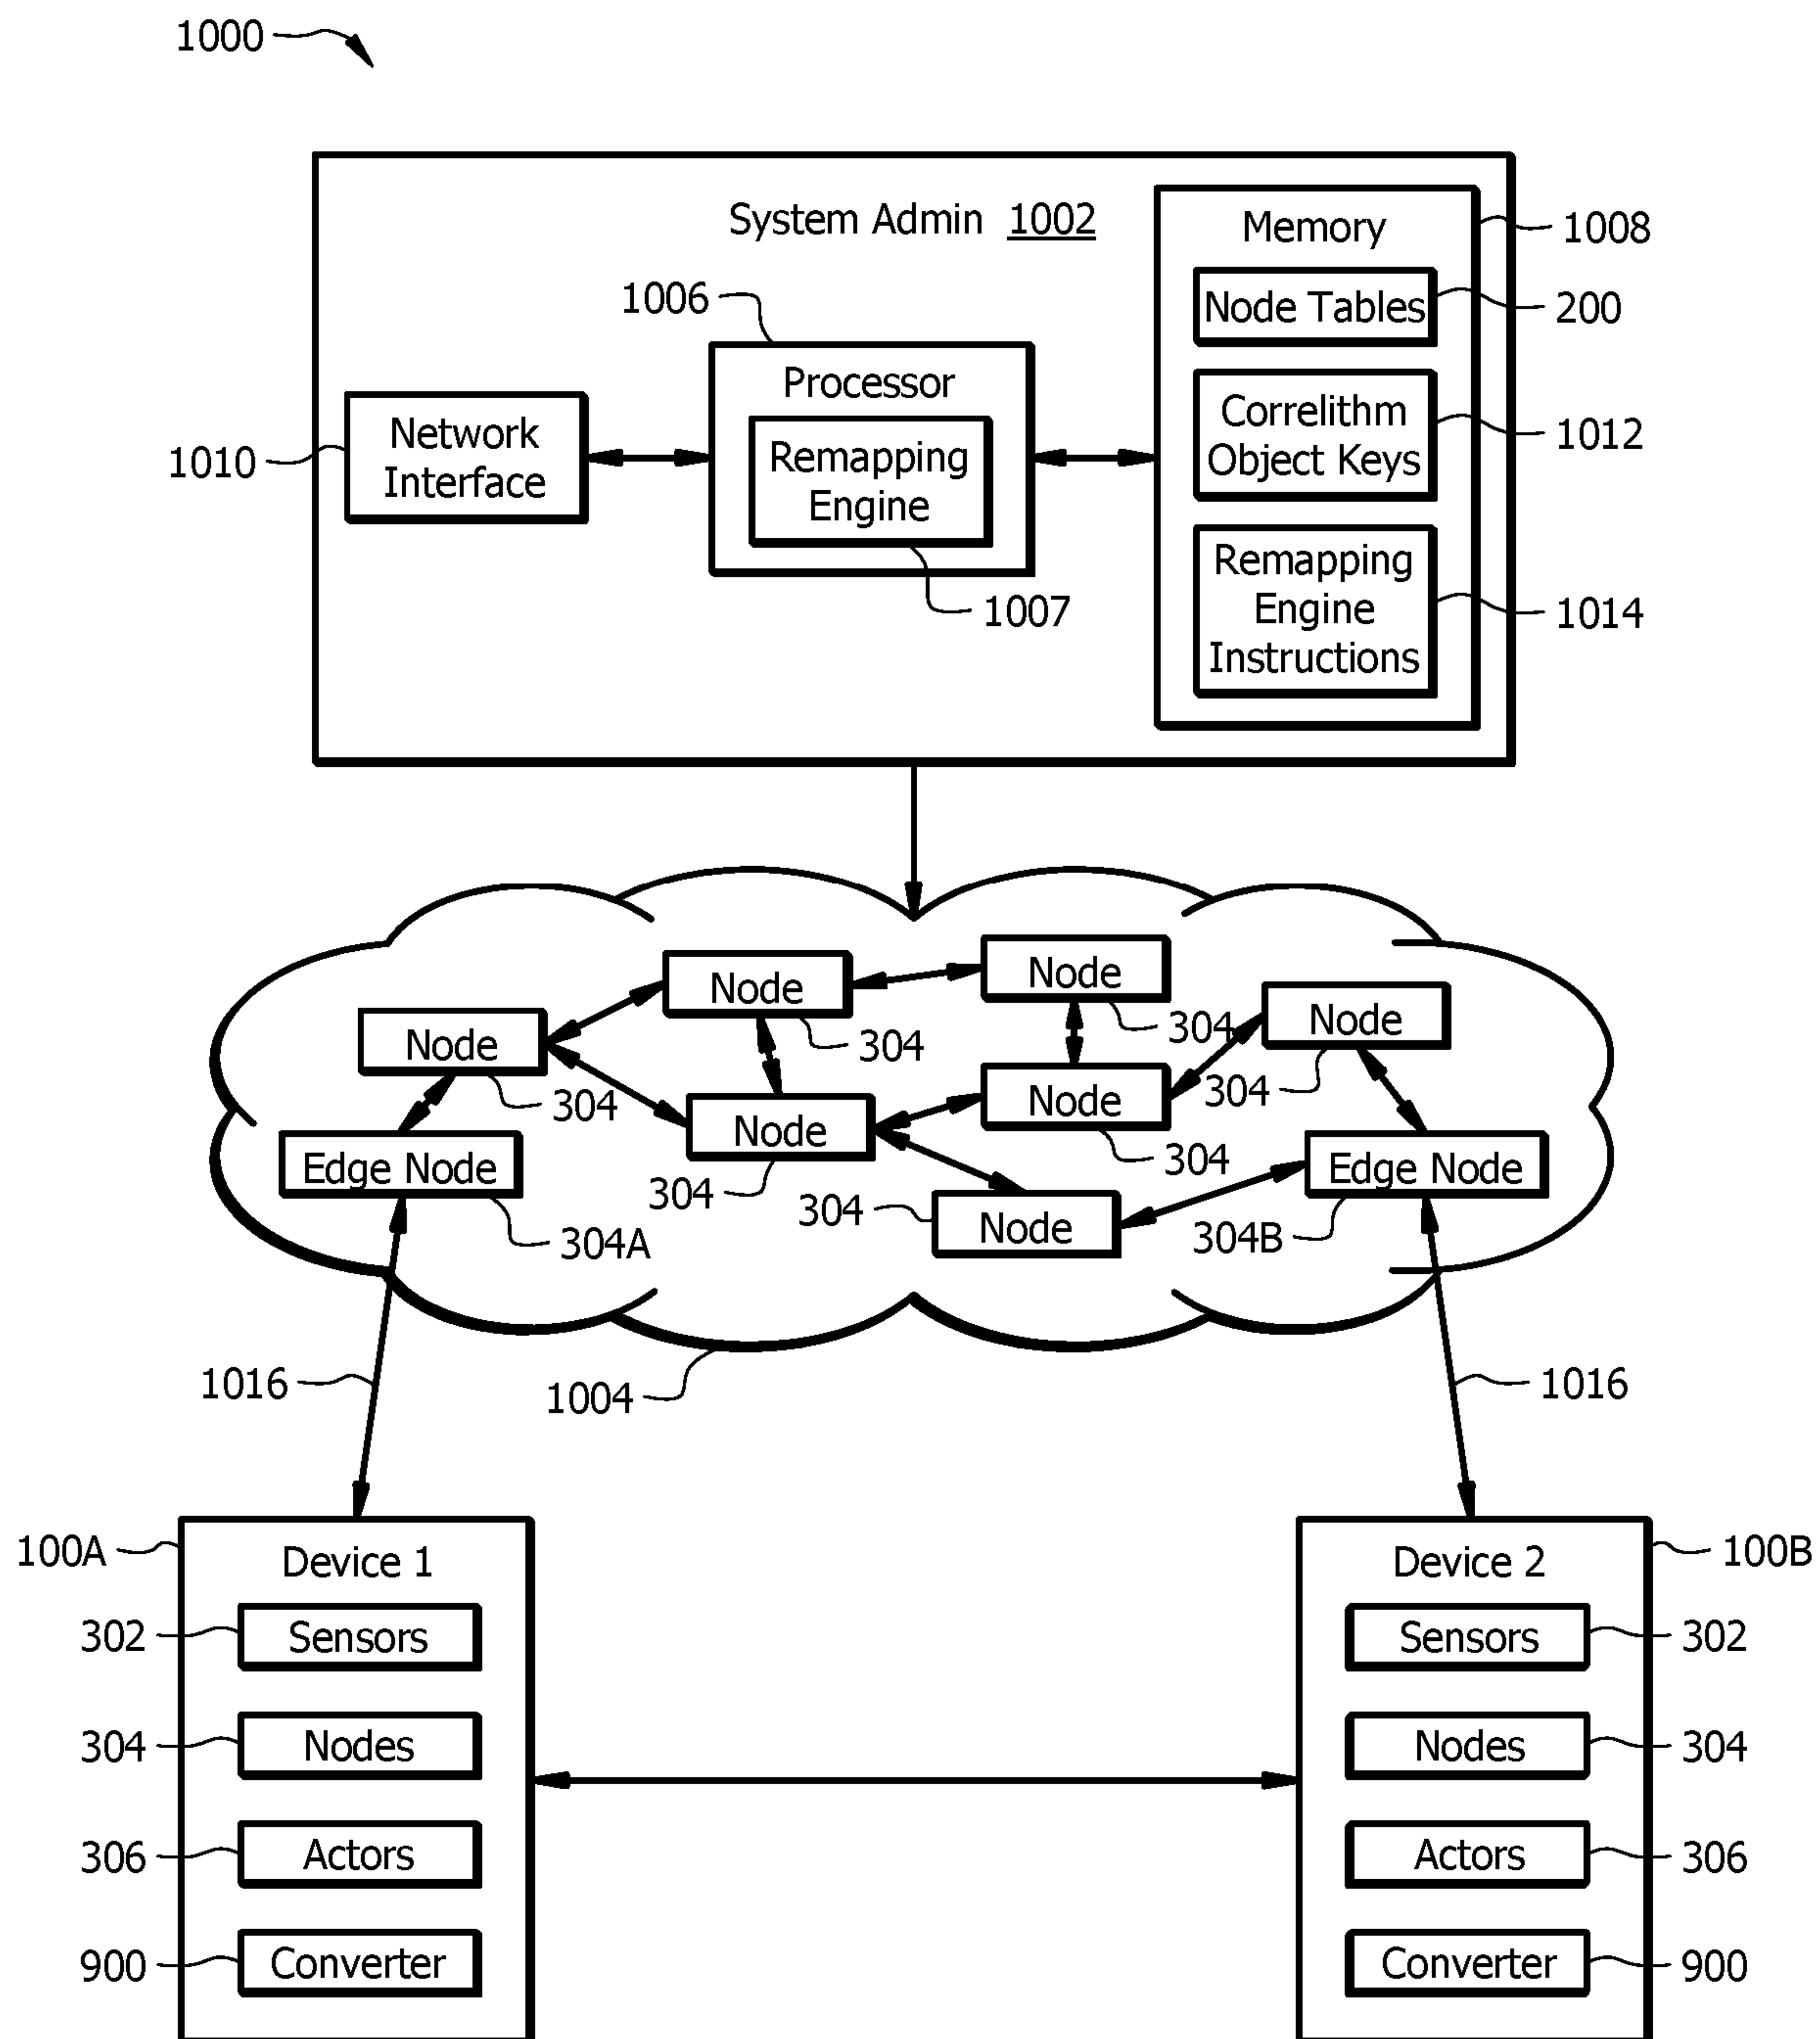 1000
System Admin 1002
Memory
1008
Node Tables
200
1006
Processor
Correlithm
Object Keys
1012
Network
Interface
1010
Remapping
Engine
1007
Remapping
Engine
Instructions
1014
Node
304
Node
304
Node
304
Node
304
Node
304
Node
304
Node
304
Edge Node
304A
Edge Node
304B
1016
1004
1016
100A
Device 1
302
Sensors
304
Nodes
306
Actors
900
Converter
Device 2
100B
Sensors
302
Nodes
304
Actors
306
Converter
900